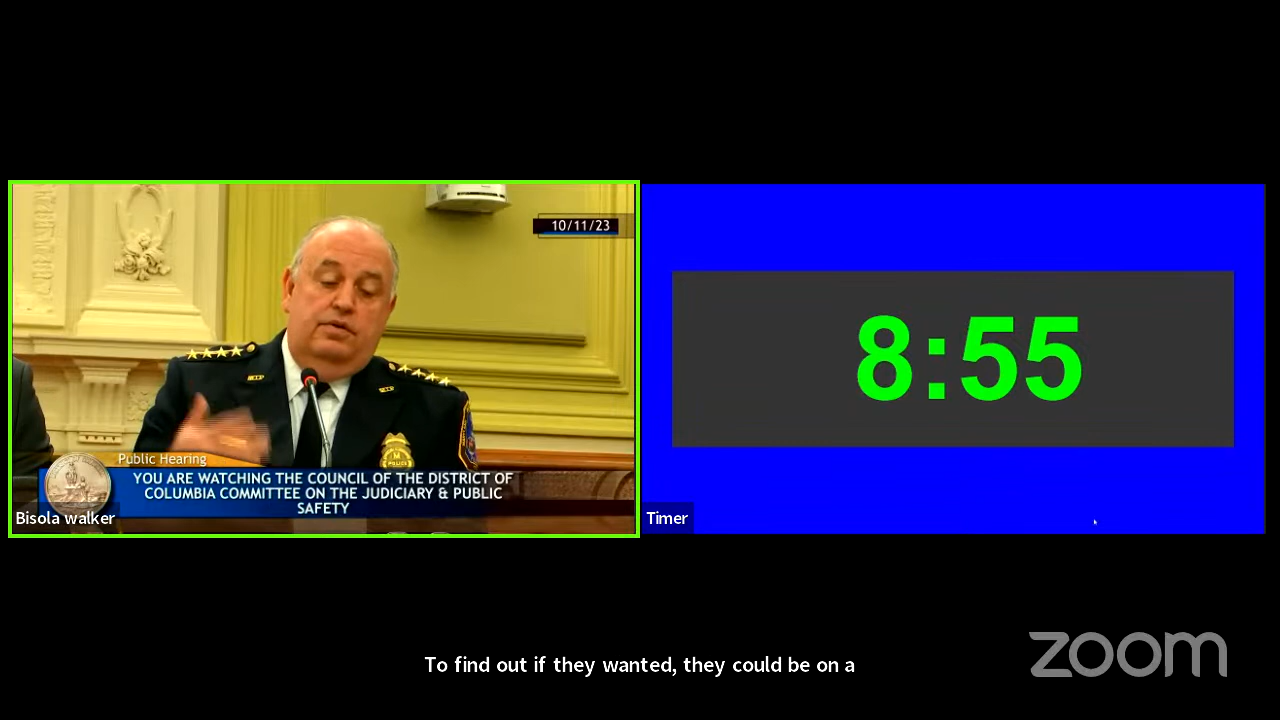 10/11/23
Public Hearing
YOU ARE WATCHING THE COUNCIL OF THE DISTRICT OF
COLUMBIA COMMITTEE ON THE JUDICIARY & PUBLIC
SAFETY
Bisola walker
8:55
Timer
To find out if they wanted, they could be on a
zoom